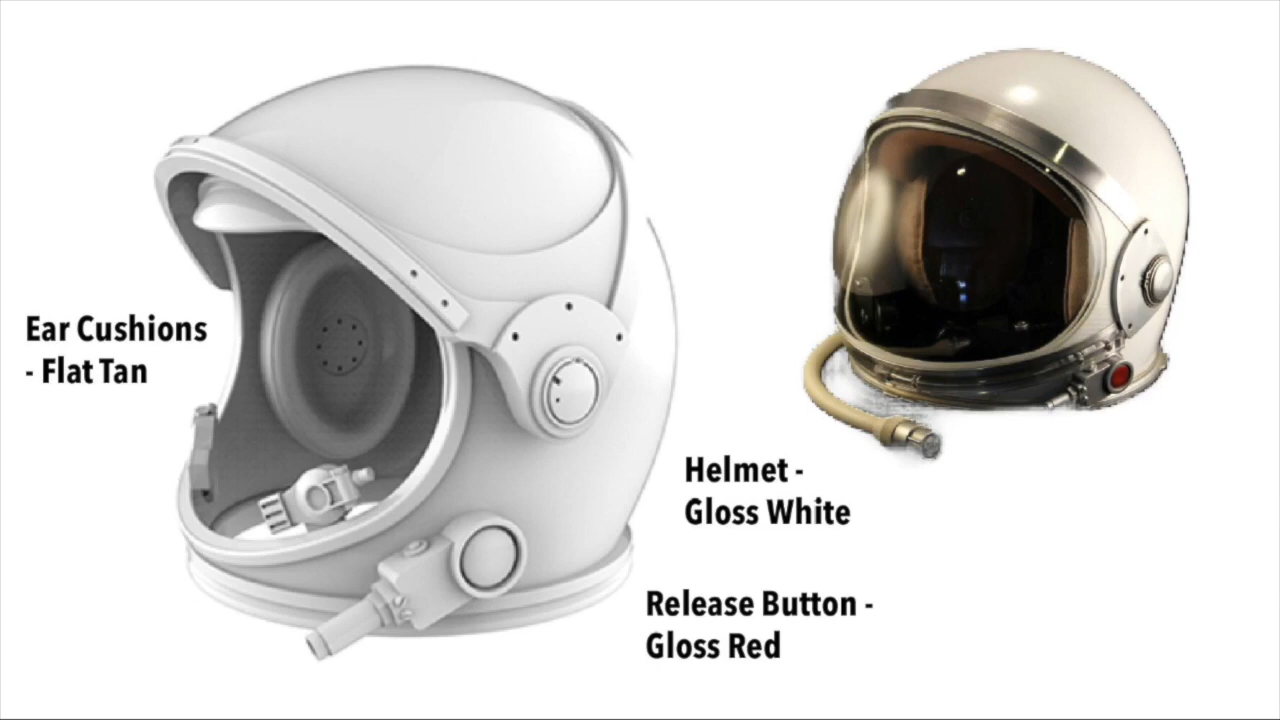 Ear Cushions
- Flat Tan
Helmet -
Gloss White
Release Button -
Gloss Red